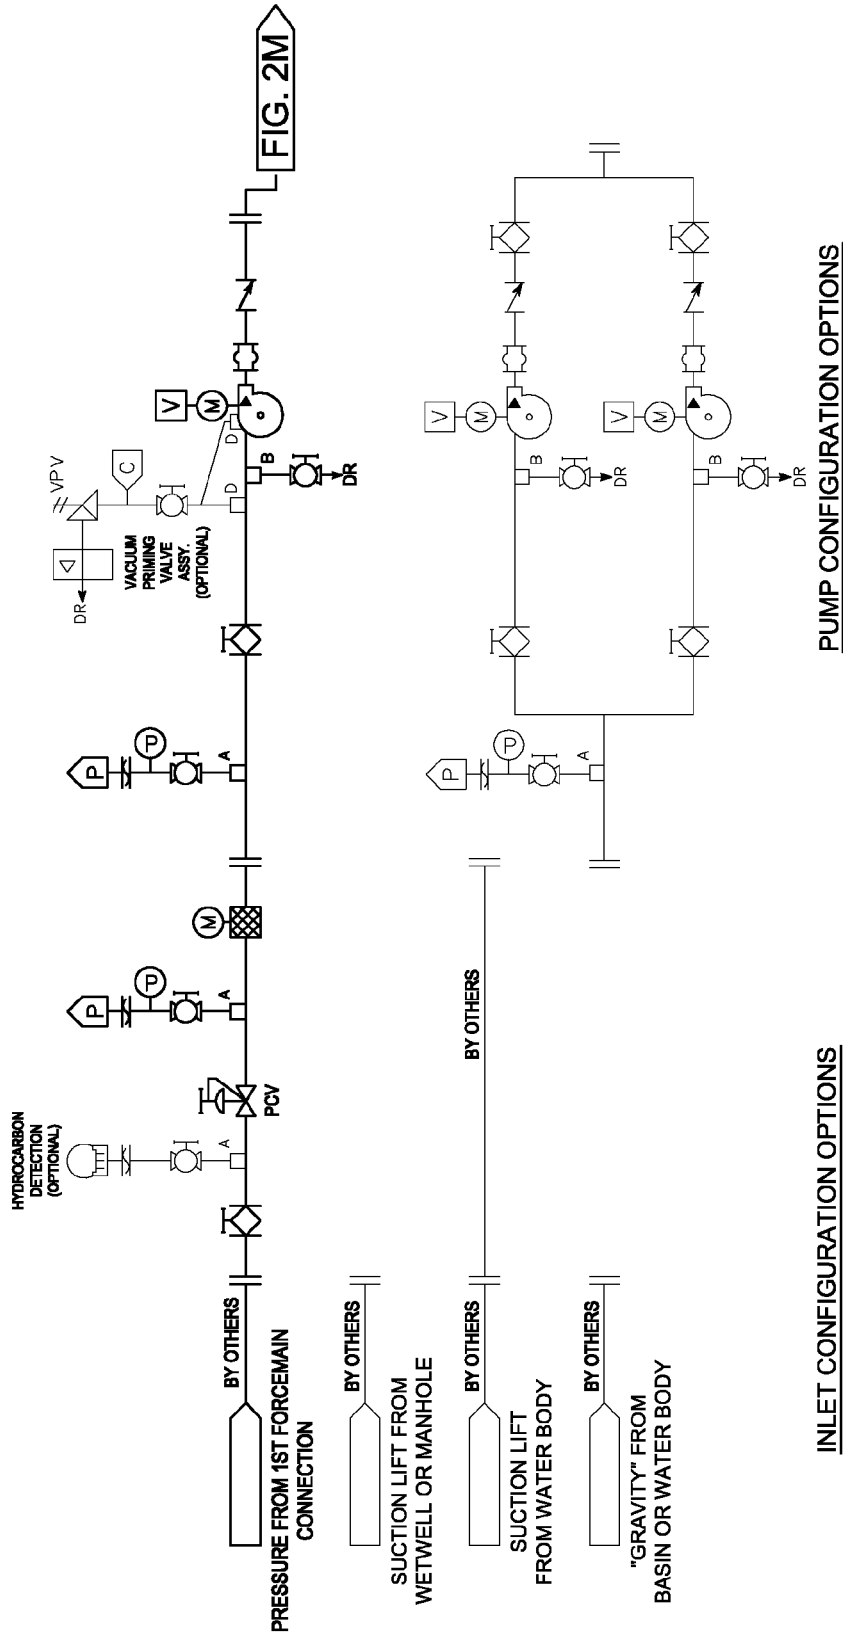 HYDROCARBON
DETECTION
(OPTIONAL)
P
P
A
P
P
A
A
M
PCV
DR
VPV
C
VACUUM
PRIMING
VALVE
ASSY.
(OPTIONAL)
D
D
V
M
B
DR
FIG. 2M
BY OTHERS
PRESSURE FROM 1ST FORCEMAIN
CONNECTION
BY OTHERS
SUCTION LIFT FROM
WETWELL OR MANHOLE
BY OTHERS
BY OTHERS
SUCTION LIFT
FROM WATER BODY
BY OTHERS
"GRAVITY" FROM
BASIN OR WATER BODY
P
P
A
V
M
B
DR
V
M
B
DR
INLET CONFIGURATION OPTIONS
PUMP CONFIGURATION OPTIONS